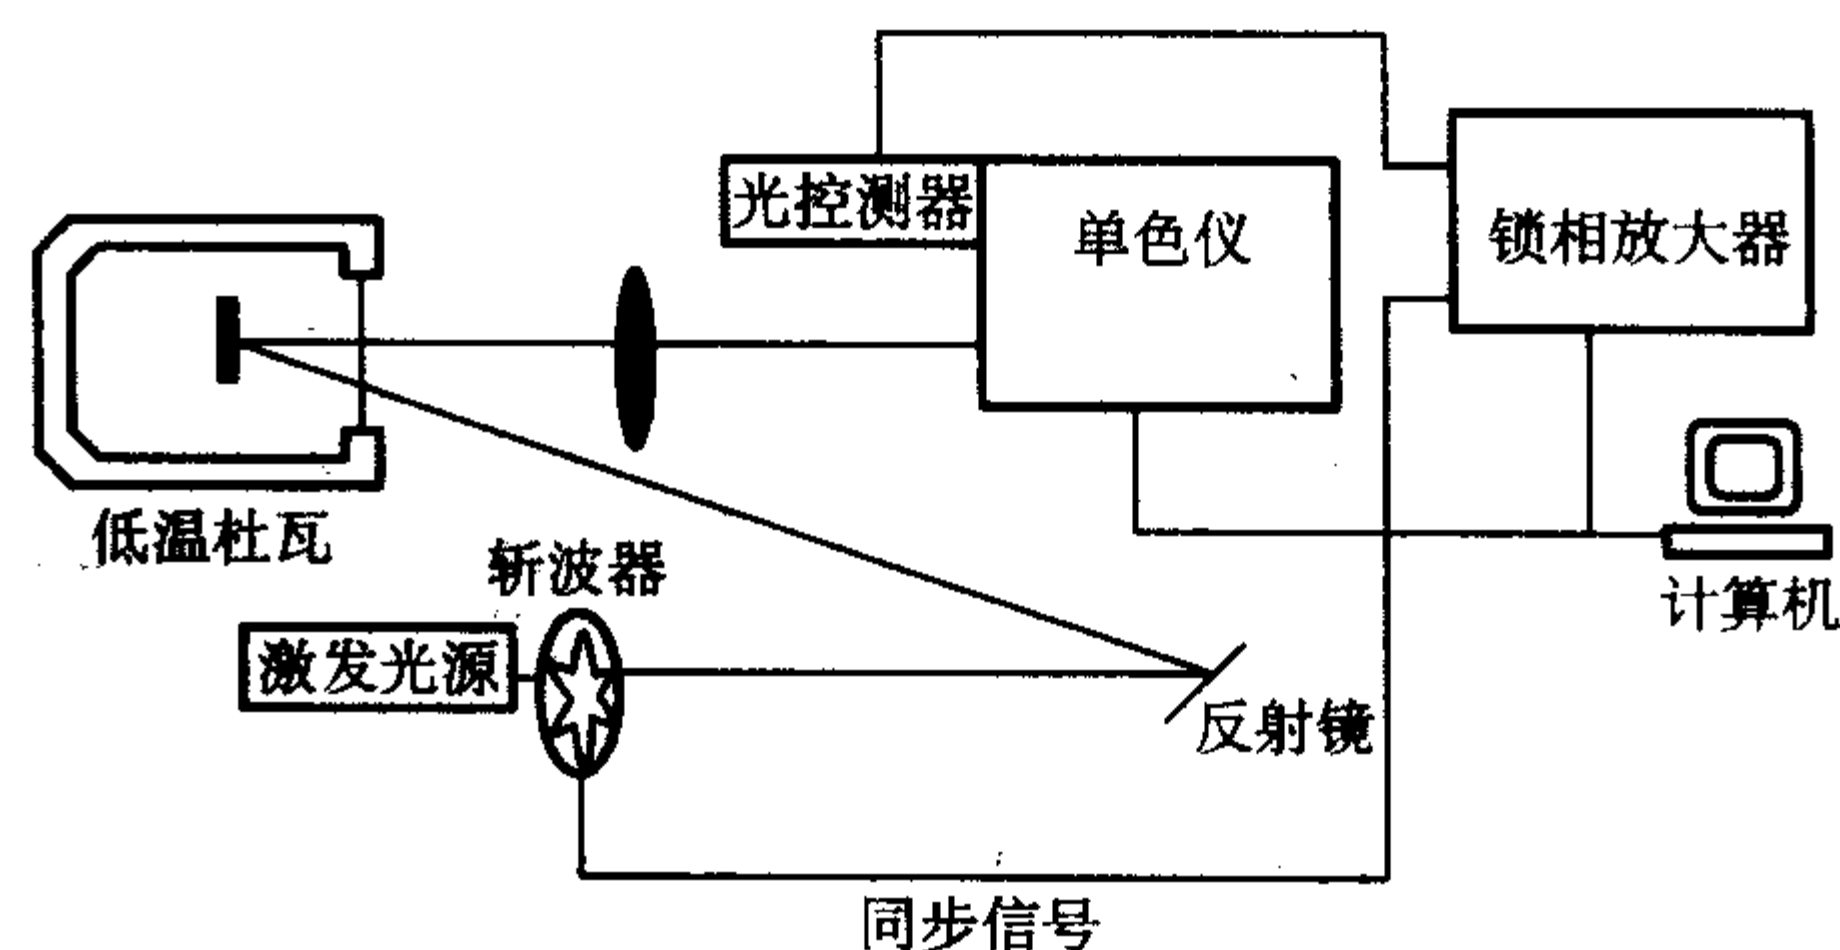 光控测器
单色仪
锁相放大器
低温杜瓦
斩波器
激发光源
计算机
反射镜
同步信号